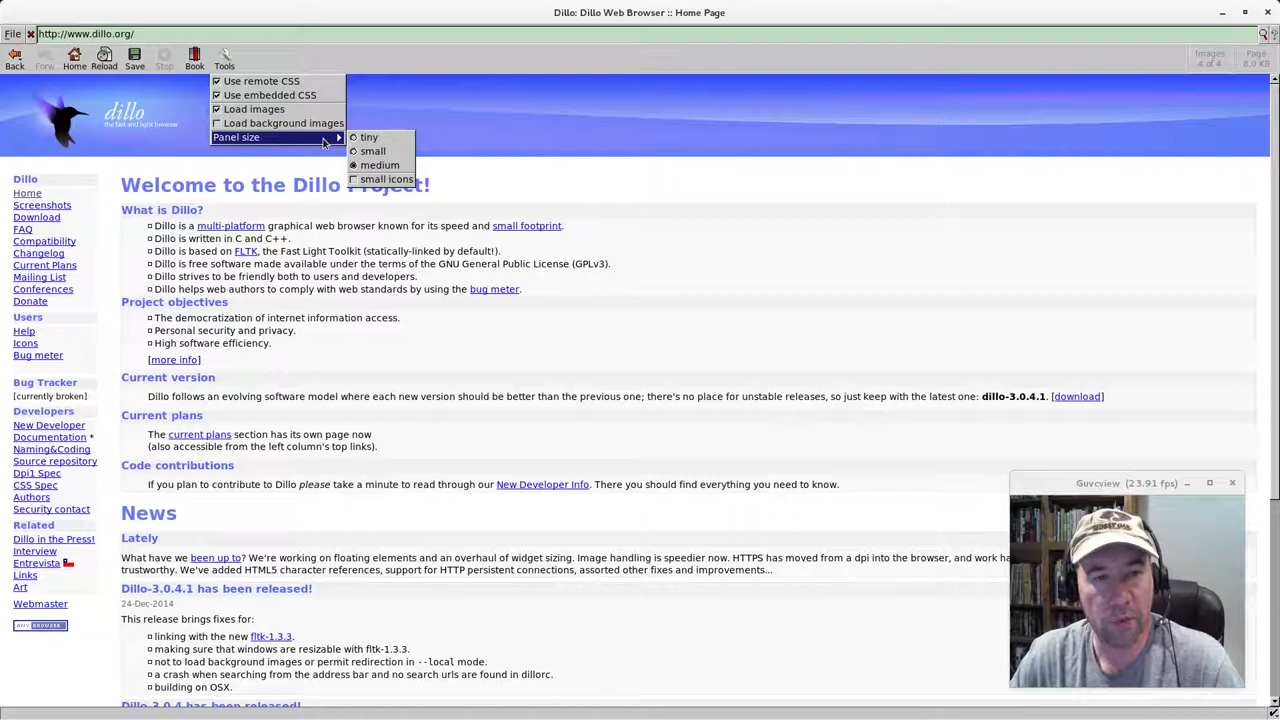 Dillo: Dillo Web Browser :: Home Page
File
http://www.dillo.org/
Back
Forw
Home
Reload
Save
Stop
Book
Tools
Images
4 of 4
Page
8.0 KB
Use remote CSS
Use embedded CSS
Load images
Load background images
Panel size
tiny
small
medium
small icons
dillo
the fast and light browser
Dillo
Home
Screenshots
Download
FAQ
Compatibility
Changelog
Current Plans
Mailing List
Conferences
Donate
Users
Help
Icons
Bug meter
Bug Tracker
[currently broken]
Developers
New Developer
Documentation *
Naming&Coding
Source repository
Dpi1 Spec
CSS Spec
Authors
Security contact
Related
Dillo in the Press!
Interview
Entrevista
Links
Art
Webmaster
ANY BROWSER
Welcome to the Dillo Project!
What is Dillo?
Dillo is a multi-platform graphical web browser known for its speed and small footprint.
Dillo is written in C and C++.
Dillo is based on FLTK, the Fast Light Toolkit (statically-linked by default!).
Dillo is free software made available under the terms of the GNU General Public License (GPLv3).
Dillo strives to be friendly both to users and developers.
Dillo helps web authors to comply with web standards by using the bug meter.
Project objectives
The democratization of internet information access.
Personal security and privacy.
High software efficiency.
[more info]
Current version
Dillo follows an evolving software model where each new version should be better than the previous one; there's no place for unstable releases, so just keep with the latest one: dillo-3.0.4.1. [download]
Current plans
The current plans section has its own page now
(also accessible from the left column's top links).
Code contributions
If you plan to contribute to Dillo please take a minute to read through our New Developer Info. There you should find everything you need to know.
News
Lately
What have we been up to? We're working on floating elements and an overhaul of widget sizing. Image handling is speedier now. HTTPS has moved from a dpi into the browser, and work ha
trustworthy. We've added HTML5 character references, support for HTTP persistent connections, assorted other fixes and improvements...
Dillo-3.0.4.1 has been released!
24-Dec-2014
This release brings fixes for:
linking with the new fltk-1.3.3.
making sure that windows are resizable with fltk-1.3.3.
not to load background images or permit redirection in --local mode.
a crash when searching from the address bar and no search urls are found in dillorc.
building on OSX.
Dillo-3.0.4 has been released!
Guvcview (23.91 fps)